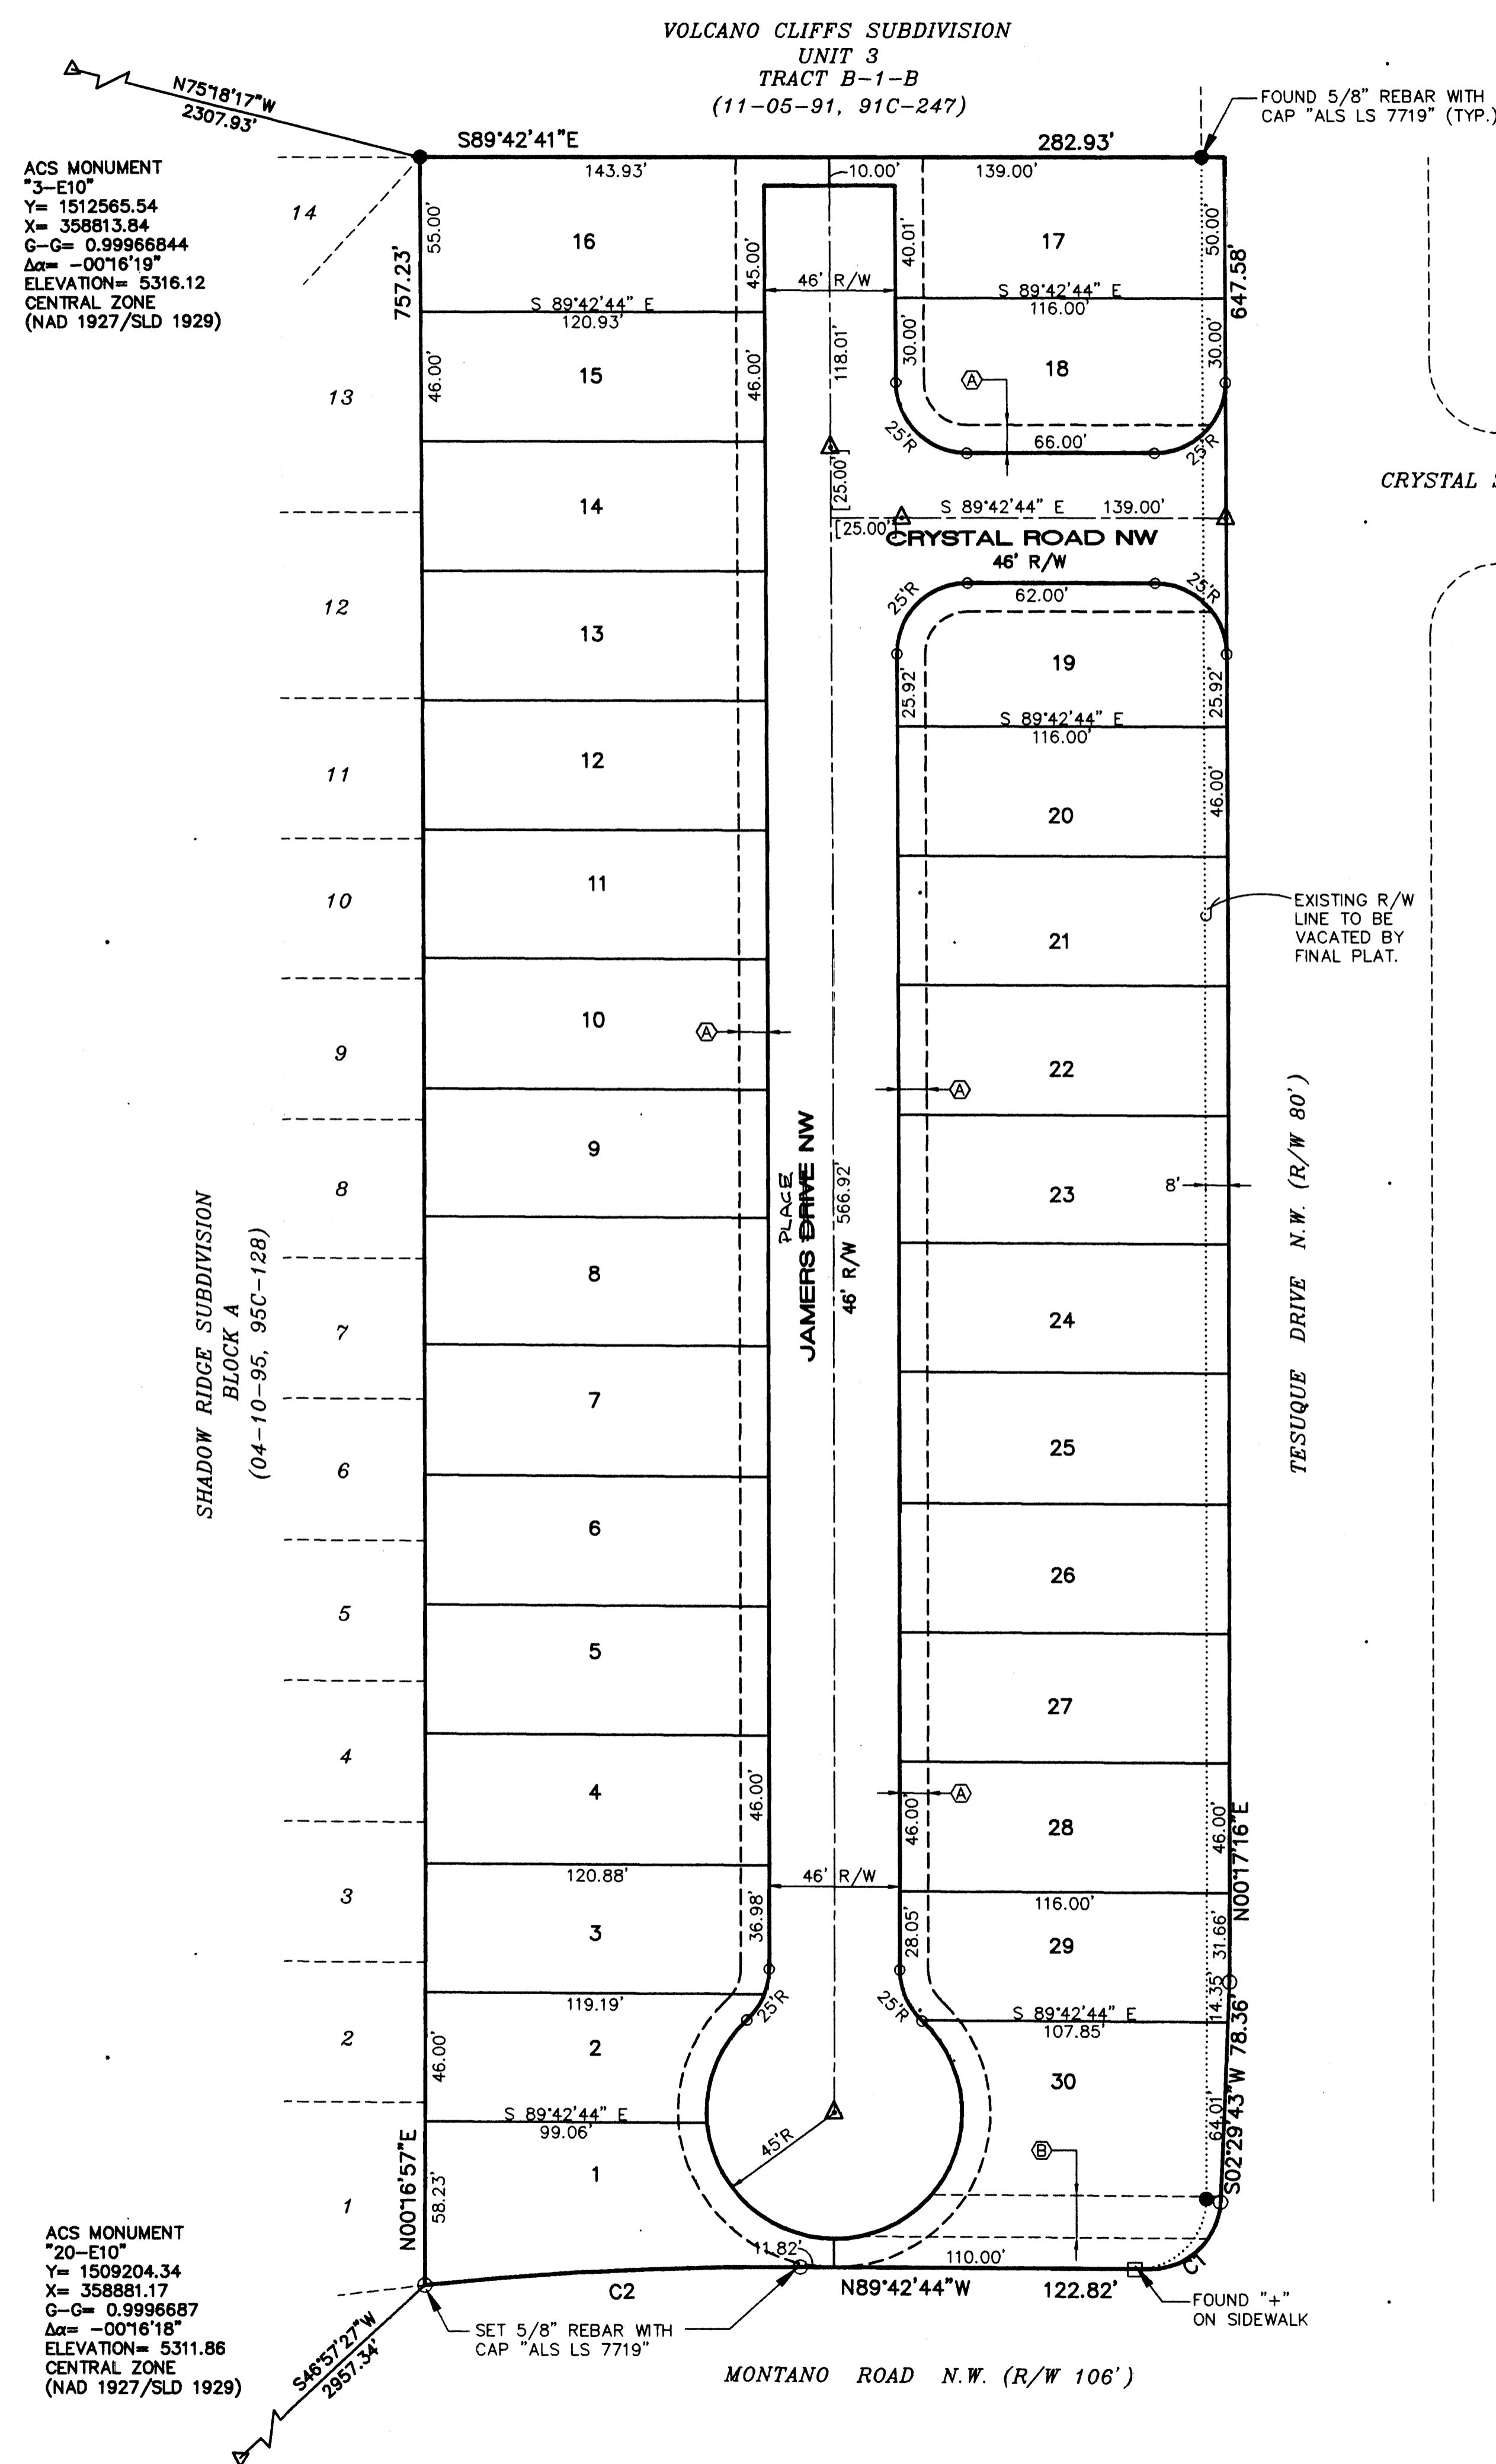 VOLCANO CLIFFS SUBDIVISION
UNIT 3
TRACT B-1-B
(11-05-91, 91C-247)
N75°18'17"W
2307.93'
FOUND 5/8" REBAR WITH
CAP "ALS LS 7719" (TYP.)
S89°42'41"E
282.93'
143.93'
10.00'
139.00'
ACS MONUMENT
"3-E10"
Y= 1512565.54
X= 358813.84
G-G= 0.99966844
Δα= -00°16'19"
ELEVATION= 5316.12
CENTRAL ZONE
(NAD 1927/SLD 1929)
14
55.00'
16
45.00'
40.01'
17
50.00'
757.23'
46' R/W
647.58'
S 89°42'44" E
120.93'
S 89°42'44" E
116.00'
46.00'
15
46.00'
118.01'
30.00'
18
30.00'
A
13
25'R
66.00'
25'R
[25.00']
CRYSTAL S
14
S 89°42'44" E 139.00'
[25.00']
CRYSTAL ROAD NW
46' R/W
25'R
62.00'
25'R
12
13
19
25.92'
25.92'
S 89°42'44" E
116.00'
11
12
46.00'
20
10
11
EXISTING R/W
LINE TO BE
VACATED BY
FINAL PLAT.
21
10
A
9
22
A
TESUQUE DRIVE N.W. (R/W 80')
9
8
23
8'
PLACE
JAMERS DRIVE NW
46' R/W 566.92'
SHADOW RIDGE SUBDIVISION
BLOCK A
(04-10-95, 95C-128)
8
7
24
7
25
6
6
26
5
5
27
4
4
46.00'
A
46.00'
28
46.00'
N00°17'16"E
120.88'
46' R/W
116.00'
3
3
36.98'
28.05'
29
31.66'
14.35'
119.19'
25'R
25'R
S 89°42'44" E
107.85'
2
46.00'
2
30
S02°29'43"W 78.36'
64.01'
S 89°42'44" E
99.06'
45'R
B
N00°16'57"E
1
58.23'
1
ACS MONUMENT
"20-E10"
Y= 1509204.34
X= 358881.17
G-G= 0.9996687
Δα= -00°16'18"
ELEVATION= 5311.86
CENTRAL ZONE
(NAD 1927/SLD 1929)
11.82'
110.00'
C1
C2
N89°42'44"W
122.82'
FOUND "+"
ON SIDEWALK
SET 5/8" REBAR WITH
CAP "ALS LS 7719"
S46°57'27"W
2957.34'
MONTANO ROAD N.W. (R/W 106')